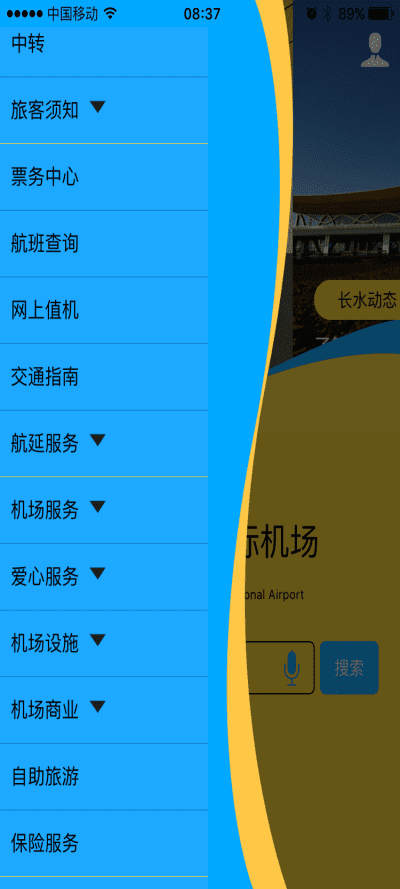 中国移动 08:37 89%
中转
旅客须知
票务中心
航班查询
网上值机
交通指南
航延服务
机场服务
爱心服务
机场设施
机场商业
自助旅游
保险服务
长水动态
际机场
onal Airport
搜索